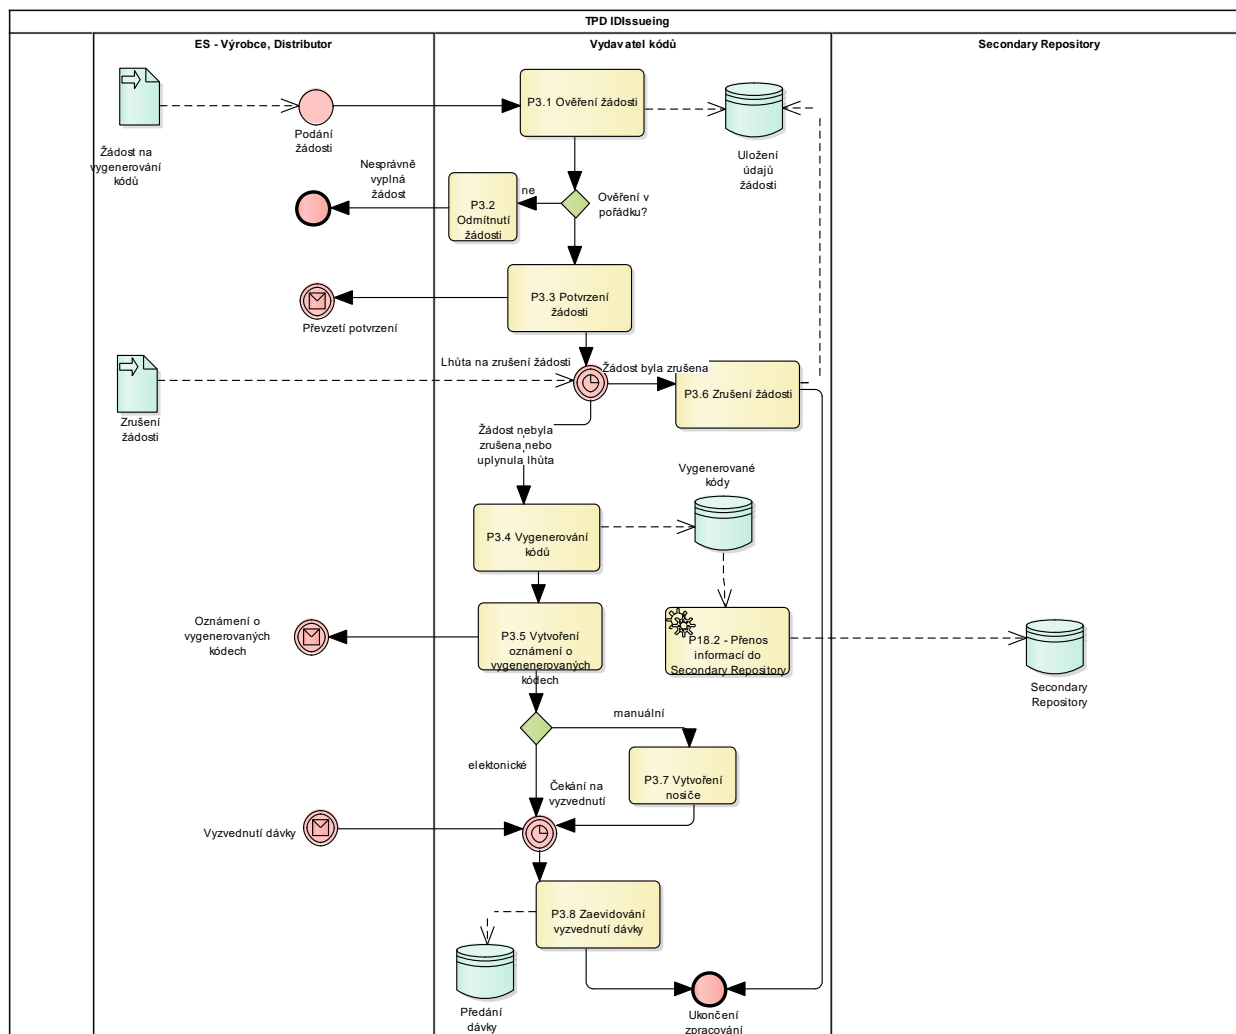 TPD IDIssueing
ES - Výrobce, Distributor
Vydavatel kódů
Secondary Repository
P3.1 Ověření žádosti
Podání
žádosti
Žádost na
vygenerování
kódů
Uložení
údajů
žádosti
Nesprávně
vyplná
žádost
ne
P3.2
Odmítnutí
žádosti
Ověření v
pořádku?
P3.3 Potvrzení
žádosti
Převzetí potvrzení
Lhůta na zrušení žádosti
Žádost byla zrušena
P3.6 Zrušení žádosti
Zrušení
žádosti
Žádost nebyla
zrušena nebo
uplynula lhůta
Vygenerované
kódy
P3.4 Vygenerování
kódů
Oznámení o
vygenerovaných
kódech
P3.5 Vytvoření
oznámení o
vygenenerovaných
kódech
P18.2 - Přenos
informací do
Secondary Repository
Secondary
Repository
manuální
elektonické
P3.7 Vytvoření
nosiče
Čekání na
vyzvednutí
Vyzvednutí dávky
P3.8 Zaevidování
vyzvednutí dávky
Předání
dávky
Ukončení
zpracování